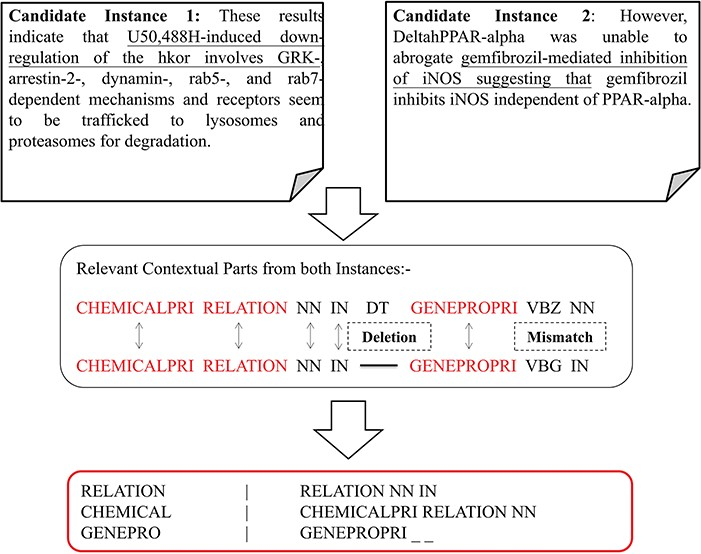 Candidate Instance 1: These results
indicate that U50,488H-induced down-
regulation of the hkor involves GRK-,
arrestin-2-, dynamin-, rab5-, and rab7-
dependent mechanisms and receptors seem
to be trafficked to lysosomes and
proteasomes for degradation.
Candidate Instance 2: However,
DeltahPPAR-alpha was unable to
abrogate gemfibrozil-mediated inhibition
of iNOS suggesting that gemfibrozil
inhibits iNOS independent of PPAR-alpha.
Relevant Contextual Parts from both Instances:-
CHEMICALPRI RELATION NN IN DT GENEPROPRI VBZ NN
Deletion Mismatch
CHEMICALPRI RELATION NN IN — GENEPROPRI VBG IN
RELATION | RELATION NN IN
CHEMICAL | CHEMICALPRI RELATION NN
GENEPRO | GENEPROPRI _ _